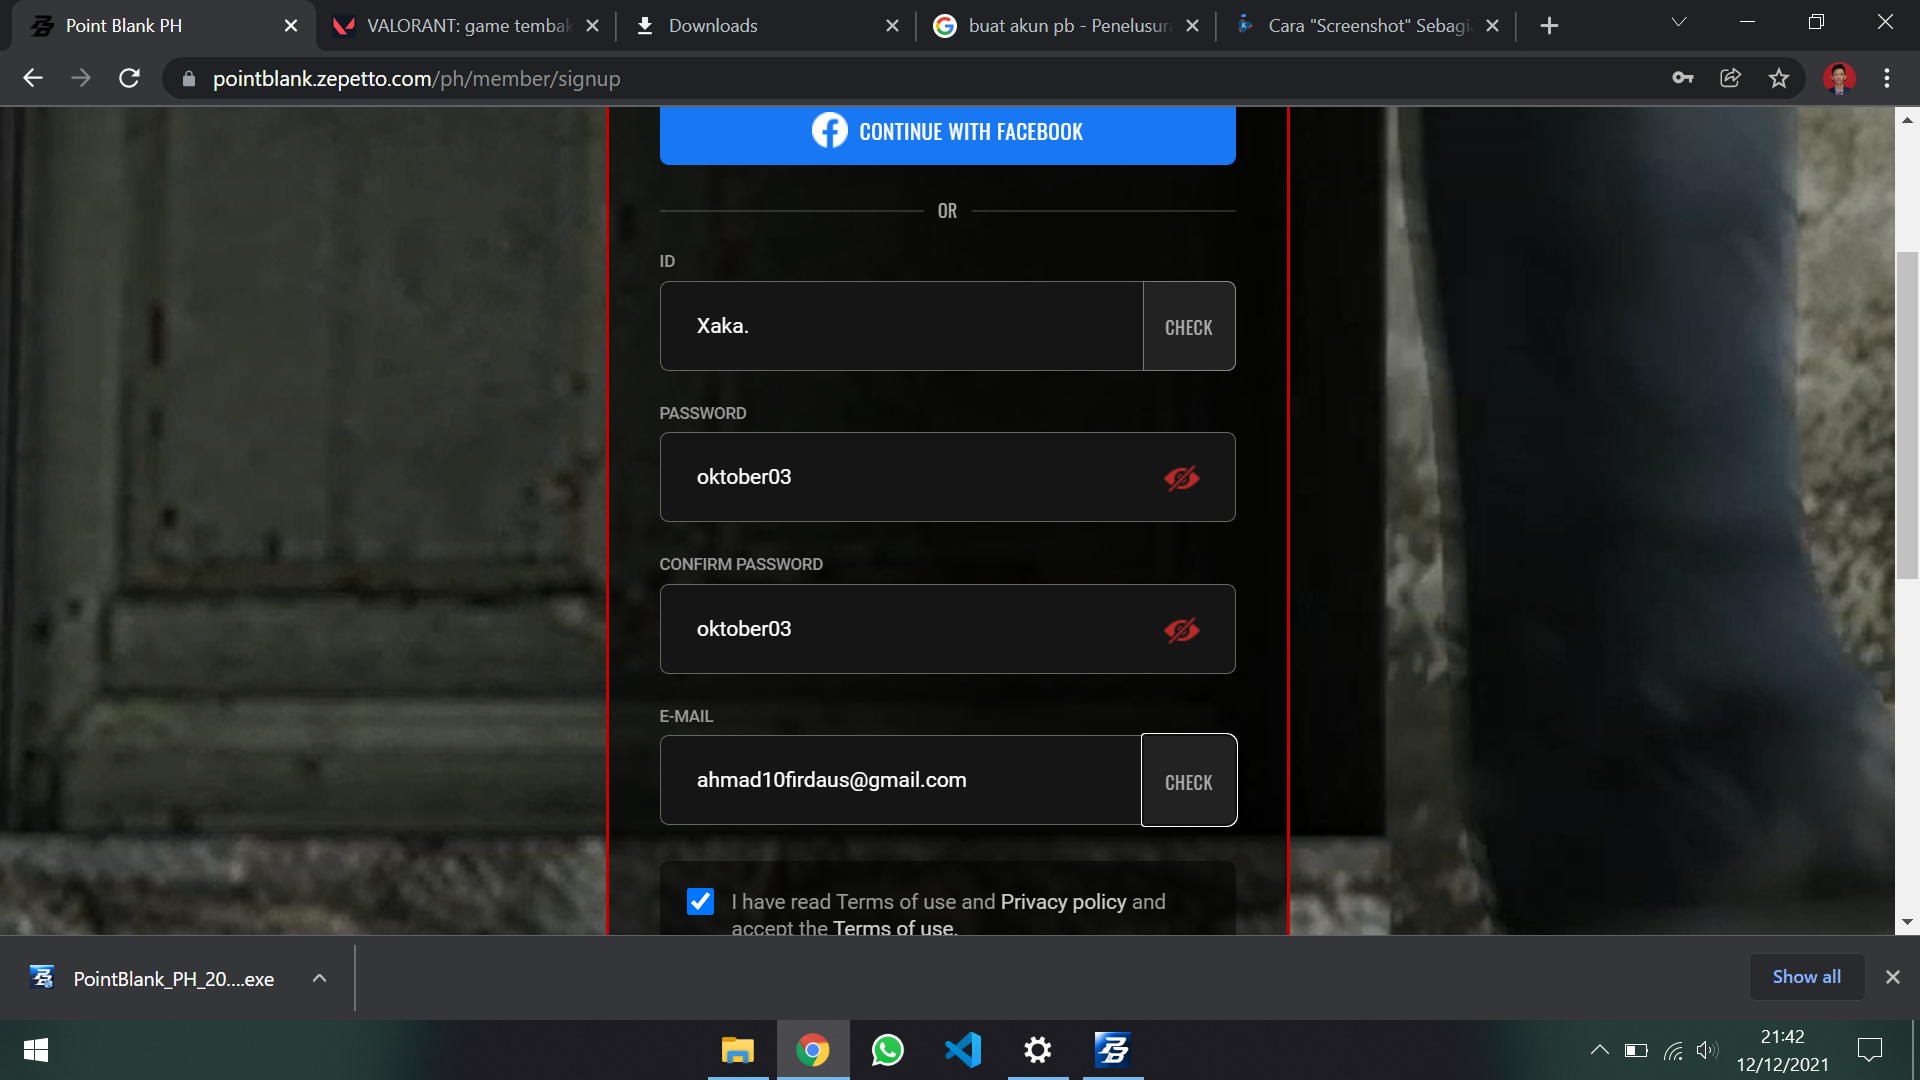 Point Blank PH
VALORANT: game tembak
Downloads
buat akun pb - Penelusura
Cara "Screenshot" Sebagia
pointblank.zepetto.com/ph/member/signup
CONTINUE WITH FACEBOOK
OR
ID
Xaka.
CHECK
PASSWORD
oktober03
CONFIRM PASSWORD
oktober03
E-MAIL
ahmad10firdaus@gmail.com
CHECK
I have read Terms of use and Privacy policy and
accept the Terms of use.
PointBlank_PH_20....exe
Show all
21:42
12/12/2021